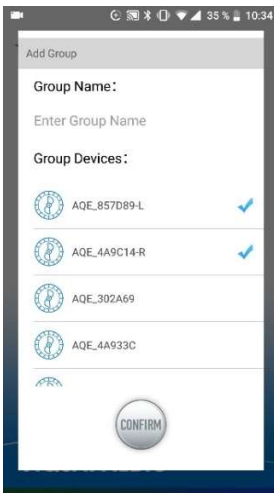 35% 10:34
Add Group
Group Name:
Enter Group Name
Group Devices:
AQE_857D89-L
AQE_4A9C14-R
AQE_302A69
AQE_4A933C
CONFIRM